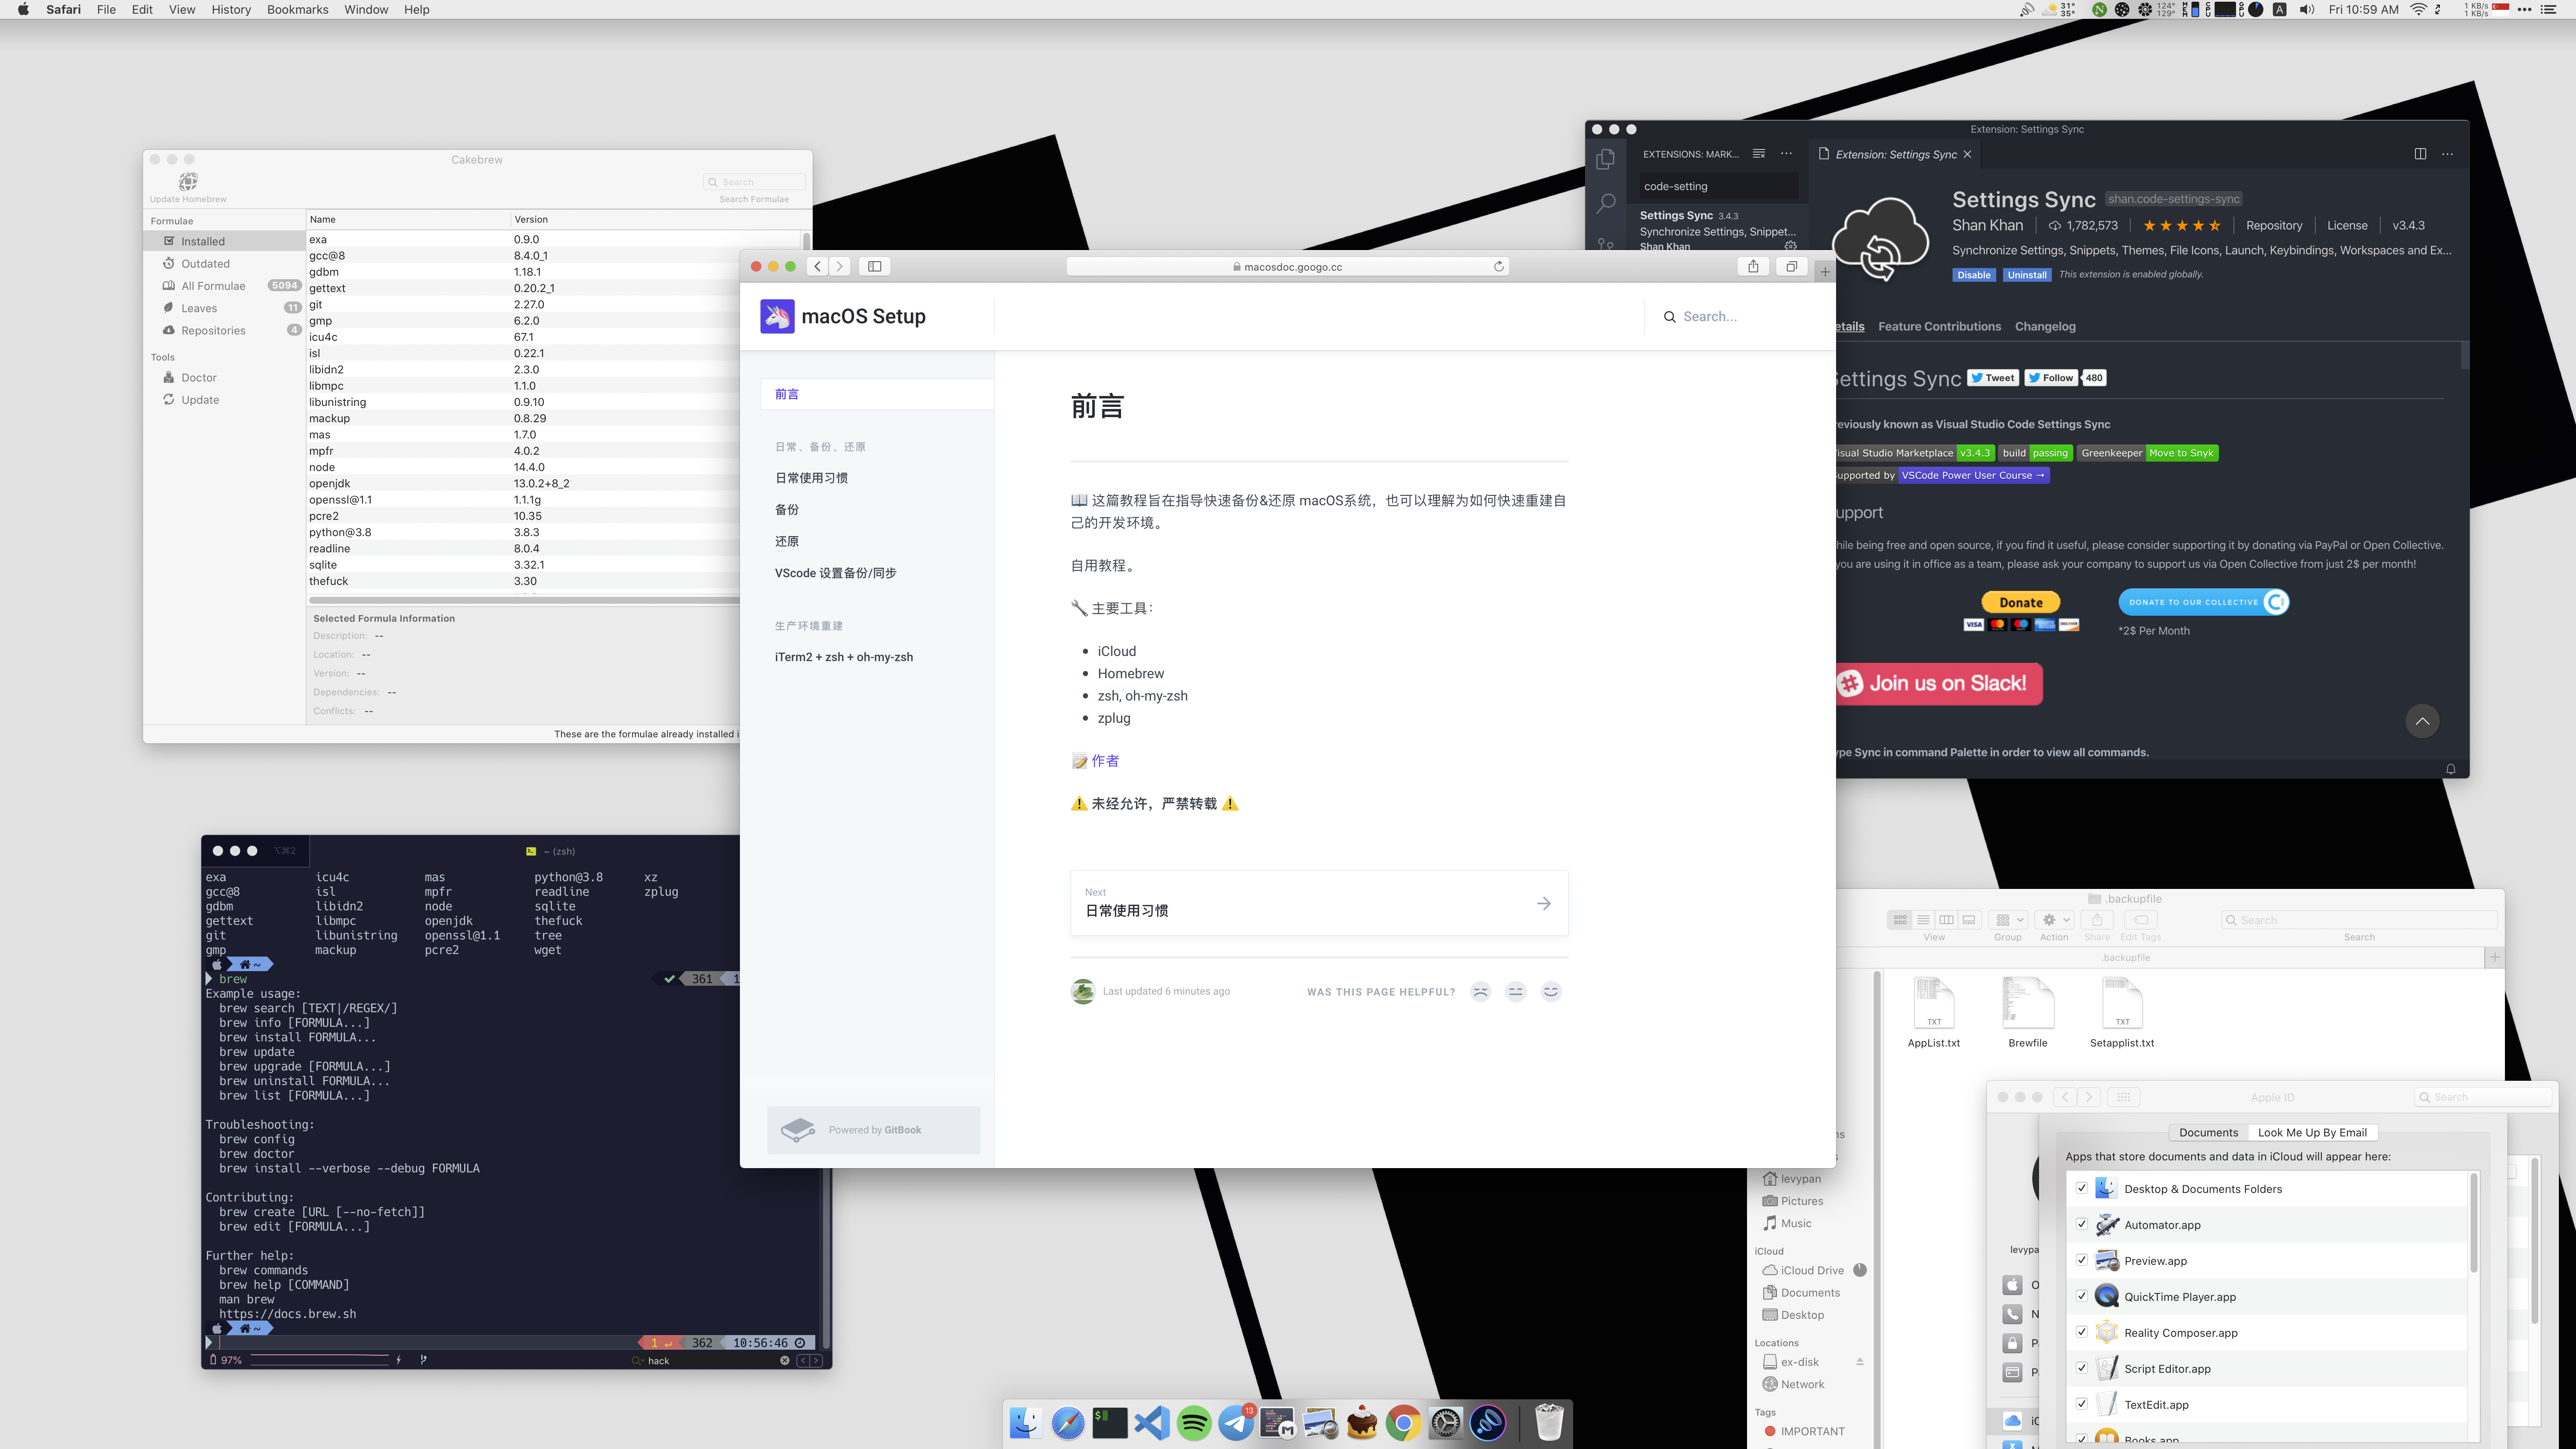 Safari File Edit View History Bookmarks Window Help
31° 35° 124° 129° MEM CPU GPU A Fri 10:59 AM 1 KB/s 1 KB/s
Cakebrew
Update Homebrew
Search
Search Formulae
Formulae
Installed
Outdated
All Formulae 5094
Leaves 11
Repositories 4
Tools
Doctor
Update
Name Version
exa 0.9.0
gcc@8 8.4.0_1
gdbm 1.18.1
gettext 0.20.2_1
git 2.27.0
gmp 6.2.0
icu4c 67.1
isl 0.22.1
libidn2 2.3.0
libmpc 1.1.0
libunistring 0.9.10
mackup 0.8.29
mas 1.7.0
mpfr 4.0.2
node 14.4.0
openjdk 13.0.2+8_2
openssl@1.1 1.1.1g
pcre2 10.35
python@3.8 3.8.3
readline 8.0.4
sqlite 3.32.1
thefuck 3.30
Selected Formula Information
Description: --
Location: --
Version: --
Dependencies: --
Conflicts: --
These are the formulae already installed i
macosdoc.googo.cc
macOS Setup
Search...
前言
日常、备份、还原
日常使用习惯
备份
还原
VScode 设置备份/同步
生产环境重建
iTerm2 + zsh + oh-my-zsh
Powered by GitBook
前言
📖 这篇教程旨在指导快速备份&还原 macOS系统，也可以理解为如何快速重建自
己的开发环境。
自用教程。
🔧 主要工具：
• iCloud
• Homebrew
• zsh, oh-my-zsh
• zplug
📝 作者
⚠️ 未经允许，严禁转载 ⚠️
Next
日常使用习惯
Last updated 6 minutes ago
WAS THIS PAGE HELPFUL?
Extension: Settings Sync
EXTENSIONS: MARK...
Extension: Settings Sync
code-setting
Settings Sync 3.4.3
Synchronize Settings, Snippet...
Shan Khan
Settings Sync shan.code-settings-sync
Shan Khan 1,782,573 Repository License v3.4.3
Synchronize Settings, Snippets, Themes, File Icons, Launch, Keybindings, Workspaces and Ex...
Disable Uninstall This extension is enabled globally.
etails Feature Contributions Changelog
ettings Sync Tweet Follow 480
eviously known as Visual Studio Code Settings Sync
isual Studio Marketplace v3.4.3 build passing Greenkeeper Move to Snyk
upported by VSCode Power User Course →
upport
hile being free and open source, if you find it useful, please consider supporting it by donating via PayPal or Open Collective.
you are using it in office as a team, please ask your company to support us via Open Collective from just 2$ per month!
Donate
VISA
DONATE TO OUR COLLECTIVE
*2$ Per Month
Join us on Slack!
ype Sync in command Palette in order to view all commands.
⌥⌘2
~ (zsh)
exa icu4c mas python@3.8 xz
gcc@8 isl mpfr readline zplug
gdbm libidn2 node sqlite
gettext libmpc openjdk thefuck
git libunistring openssl@1.1 tree
gmp mackup pcre2 wget
~
brew 361 1
Example usage:
brew search [TEXT|/REGEX/]
brew info [FORMULA...]
brew install FORMULA...
brew update
brew upgrade [FORMULA...]
brew uninstall FORMULA...
brew list [FORMULA...]
Troubleshooting:
brew config
brew doctor
brew install --verbose --debug FORMULA
Contributing:
brew create [URL [--no-fetch]]
brew edit [FORMULA...]
Further help:
brew commands
brew help [COMMAND]
man brew
https://docs.brew.sh
~
1 ↵ 362 10:56:46
97% hack
.backupfile
View Group Action Share Edit Tags
Search
Search
.backupfile
TXT TXT
AppList.txt Brewfile Setapplist.txt
ns
s
levypan
Pictures
Music
iCloud
iCloud Drive
Documents
Desktop
Locations
ex-disk
Network
Tags
IMPORTANT
Apple ID
Search
Documents Look Me Up By Email
Apps that store documents and data in iCloud will appear here:
Desktop & Documents Folders
Automator.app
Preview.app
QuickTime Player.app
Reality Composer.app
Script Editor.app
TextEdit.app
Books.app
levypa
O
N
P
P
iC
13